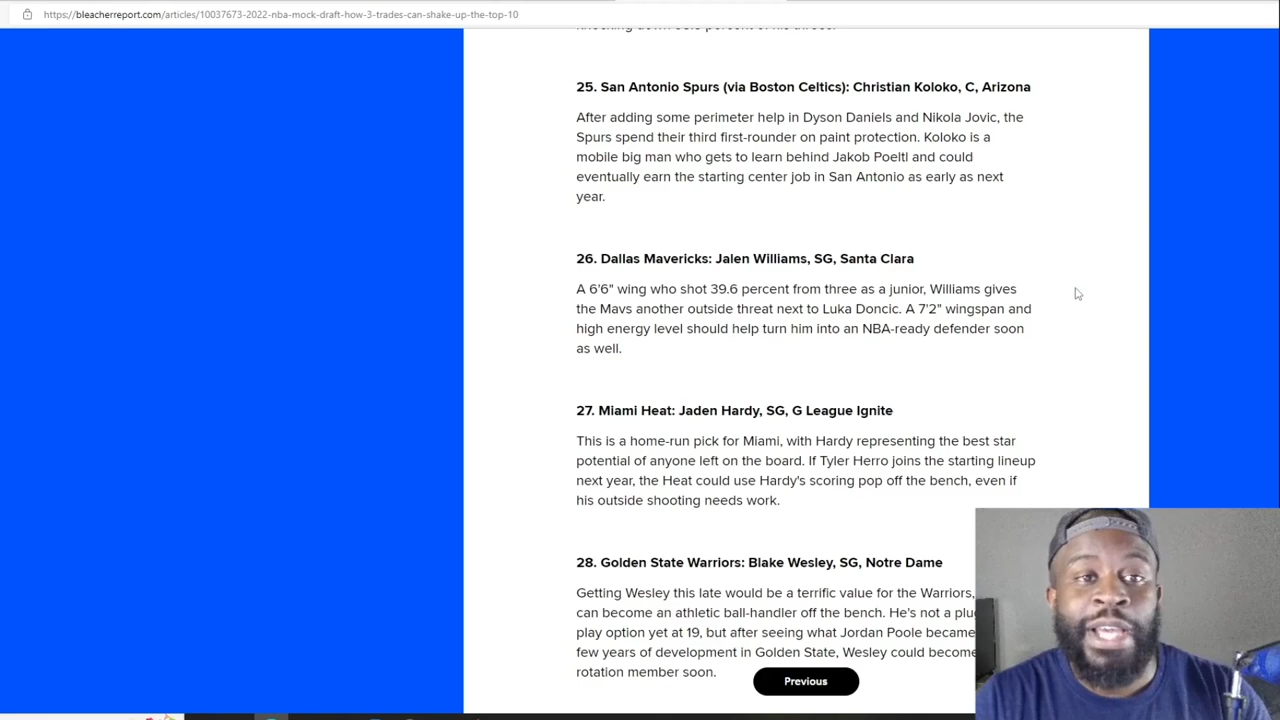 https://bleacherreport.com/articles/10037673-2022-nba-mock-draft-how-3-trades-can-shake-up-the-top-10
25. San Antonio Spurs (via Boston Celtics): Christian Koloko, C, Arizona
After adding some perimeter help in Dyson Daniels and Nikola Jovic, the
Spurs spend their third first-rounder on paint protection. Koloko is a
mobile big man who gets to learn behind Jakob Poeltl and could
eventually earn the starting center job in San Antonio as early as next
year.
26. Dallas Mavericks: Jalen Williams, SG, Santa Clara
A 6'6" wing who shot 39.6 percent from three as a junior, Williams gives
the Mavs another outside threat next to Luka Doncic. A 7'2" wingspan and
high energy level should help turn him into an NBA-ready defender soon
as well.
27. Miami Heat: Jaden Hardy, SG, G League Ignite
This is a home-run pick for Miami, with Hardy representing the best star
potential of anyone left on the board. If Tyler Herro joins the starting lineup
next year, the Heat could use Hardy's scoring pop off the bench, even if
his outside shooting needs work.
28. Golden State Warriors: Blake Wesley, SG, Notre Dame
Getting Wesley this late would be a terrific value for the Warriors,
can become an athletic ball-handler off the bench. He's not a
play option yet at 19, but after seeing what Jordan Poole became
few years of development in Golden State, Wesley could become
rotation member soon.
Previous